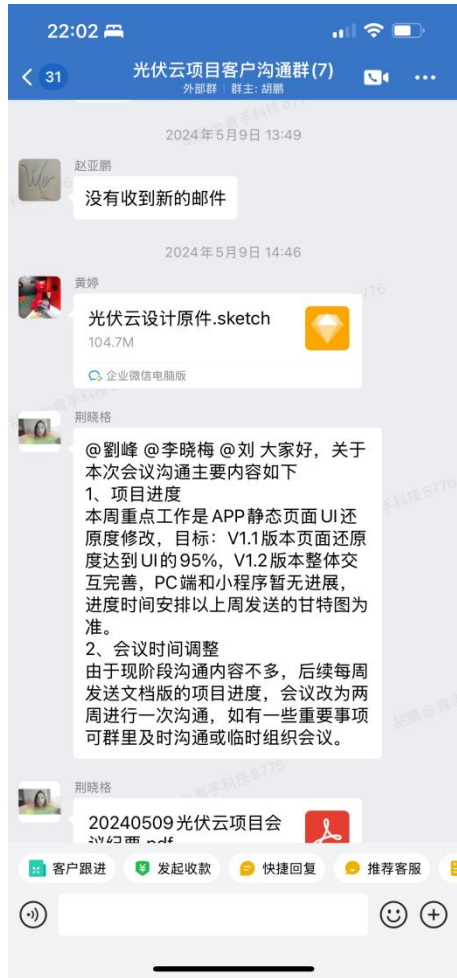 22:02
31
光伏云项目客户沟通群(7)
外部群 | 群主: 胡鹏
2024年5月9日 13:49
赵亚鹏
没有收到新的邮件
2024年5月9日 14:46
黄婷
光伏云设计原件.sketch
104.7M
企业微信电脑版
荆晓格
@劉峰 @李晓梅 @刘 大家好，关于
本次会议沟通主要内容如下
1、项目进度
本周重点工作是APP静态页面UI还
原度修改，目标：V1.1版本页面还原
度达到UI的95%，V1.2版本整体交
互完善，PC端和小程序暂无进展，
进度时间安排以上周发送的甘特图为
准。
2、会议时间调整
由于现阶段沟通内容不多，后续每周
发送文档版的项目进度，会议改为两
周进行一次沟通，如有一些重要事项
可群里及时沟通或临时组织会议。
荆晓格
20240509光伏云项目会
议纪要.pdf
客户跟进
发起收款
快捷回复
推荐客服